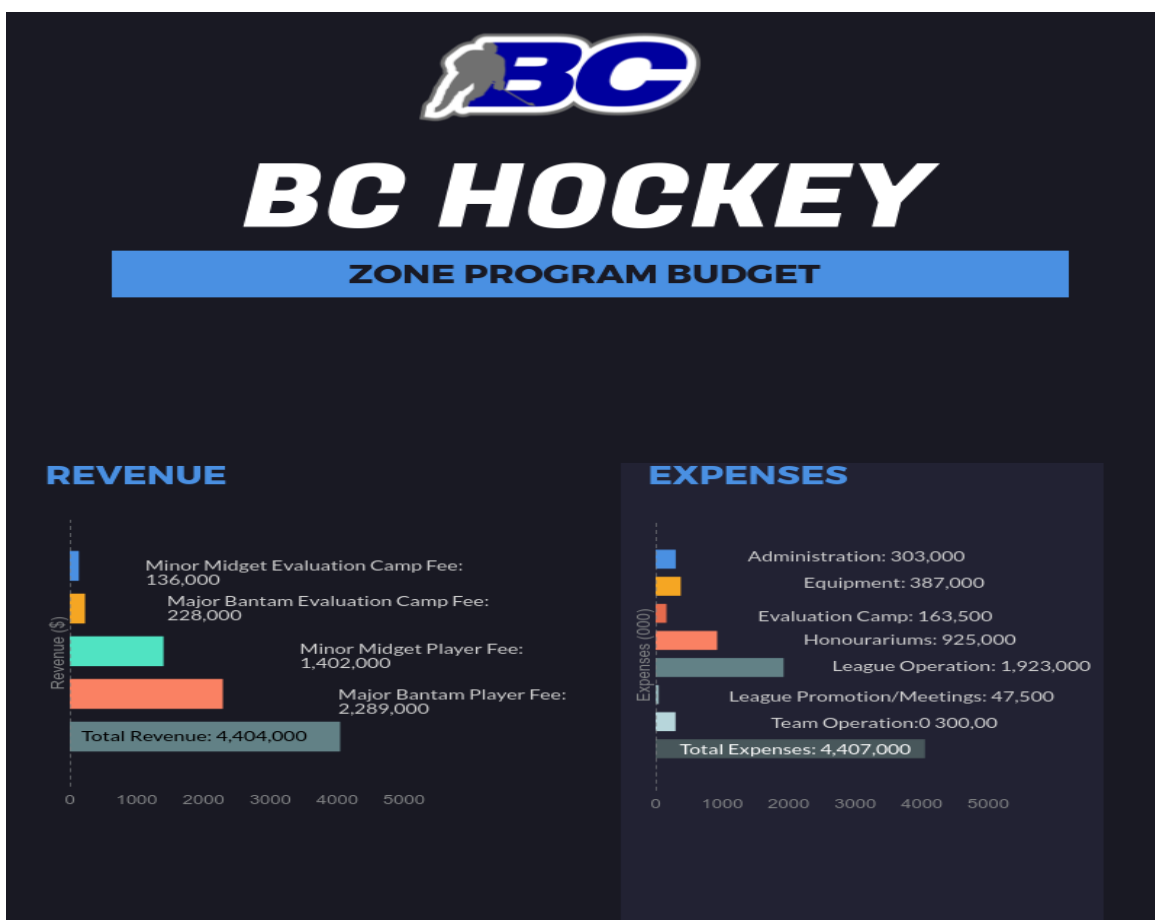 BC
BC HOCKEY
ZONE PROGRAM BUDGET
REVENUE
Revenue ($)
Minor Midget Evaluation Camp Fee:
136,000
Major Bantam Evaluation Camp Fee:
228,000
Minor Midget Player Fee:
1,402,000
Major Bantam Player Fee:
2,289,000
Total Revenue: 4,404,000
0 1000 2000 3000 4000 5000
EXPENSES
Expenses (000)
Administration: 303,000
Equipment: 387,000
Evaluation Camp: 163,500
Honourariums: 925,000
League Operation: 1,923,000
League Promotion/Meetings: 47,500
Team Operation:0 300,00
Total Expenses: 4,407,000
0 1000 2000 3000 4000 5000